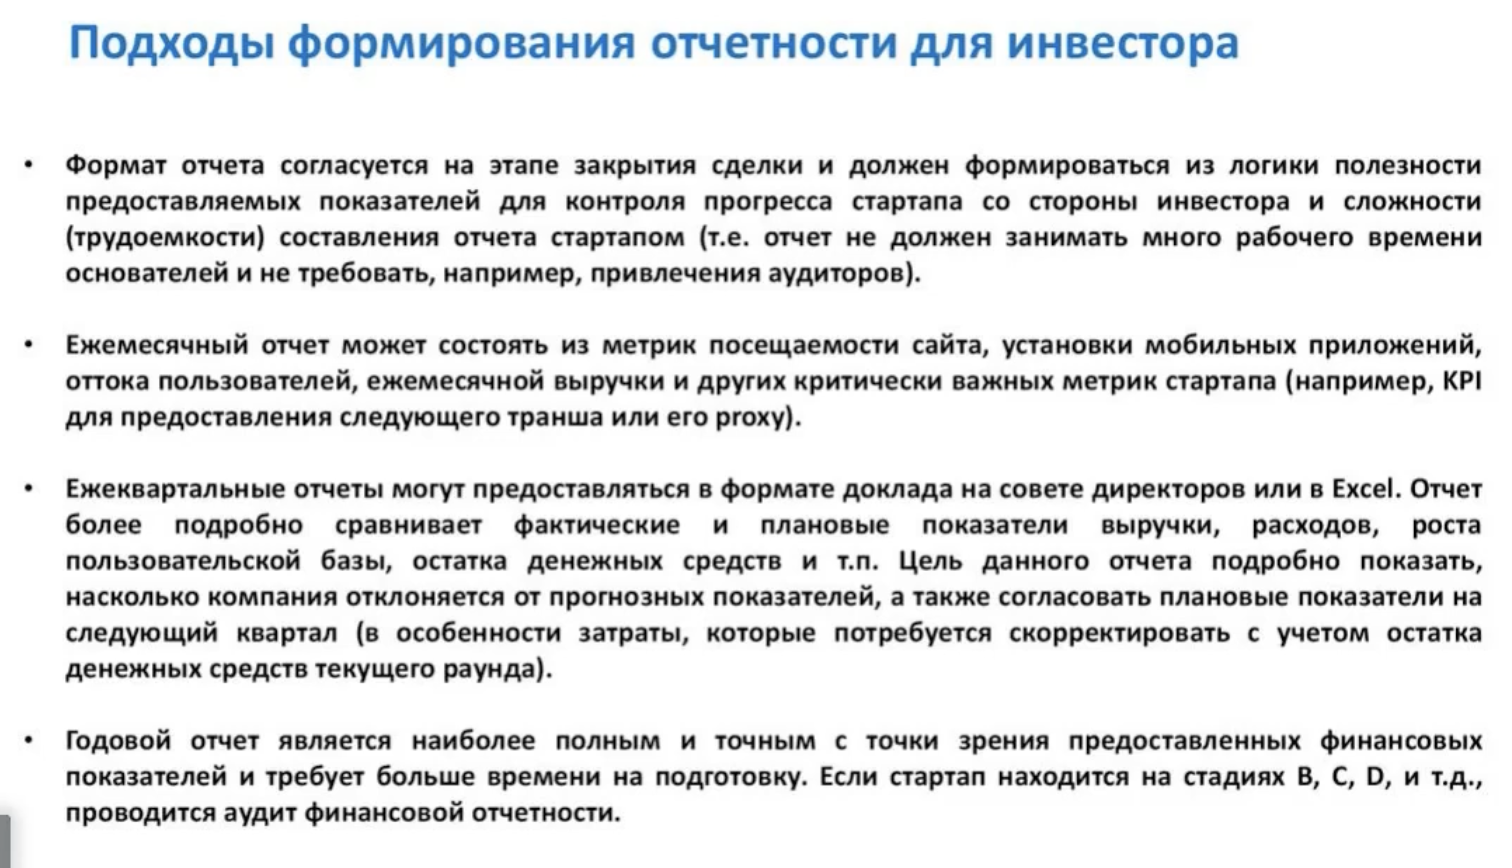 Подходы формирования отчетности для инвестора
• Формат отчета согласуется на этапе закрытия сделки и должен формироваться из логики полезности
предоставляемых показателей для контроля прогресса стартапа со стороны инвестора и сложности
(трудоемкости) составления отчета стартапом (т.е. отчет не должен занимать много рабочего времени
основателей и не требовать, например, привлечения аудиторов).
• Ежемесячный отчет может состоять из метрик посещаемости сайта, установки мобильных приложений,
оттока пользователей, ежемесячной выручки и других критически важных метрик стартапа (например, KPI
для предоставления следующего транша или его proxy).
• Ежеквартальные отчеты могут предоставляться в формате доклада на совете директоров или в Excel. Отчет
более подробно сравнивает фактические и плановые показатели выручки, расходов, роста
пользовательской базы, остатка денежных средств и т.п. Цель данного отчета подробно показать,
насколько компания отклоняется от прогнозных показателей, а также согласовать плановые показатели на
следующий квартал (в особенности затраты, которые потребуется скорректировать с учетом остатка
денежных средств текущего раунда).
• Годовой отчет является наиболее полным и точным с точки зрения предоставленных финансовых
показателей и требует больше времени на подготовку. Если стартап находится на стадиях B, C, D, и т.д.,
проводится аудит финансовой отчетности.